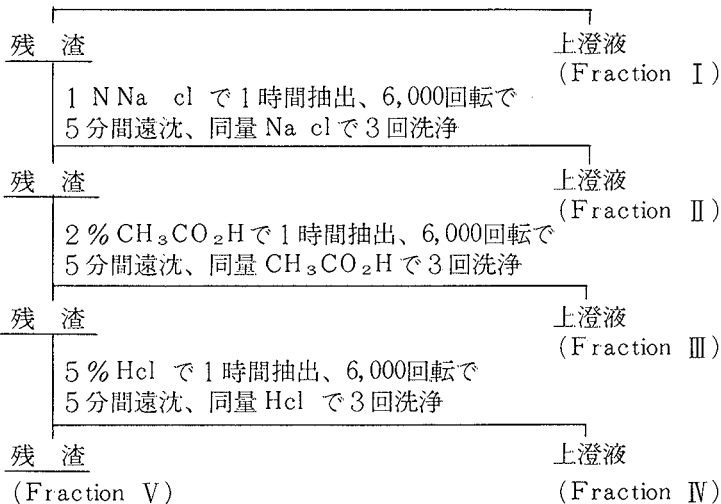 残 渣 上澄液
(Fraction Ⅰ)
1 N Na cl で1時間抽出、6,000回転で
5分間遠沈、同量 Na cl で3回洗浄
残 渣 上澄液
(Fraction Ⅱ)
2% CH₃CO₂H で1時間抽出、6,000回転で
5分間遠沈、同量 CH₃CO₂H で3回洗浄
残 渣 上澄液
(Fraction Ⅲ)
5% Hcl で1時間抽出、6,000回転で
5分間遠沈、同量 Hcl で3回洗浄
残 渣 上澄液
(Fraction Ⅴ) (Fraction Ⅳ)